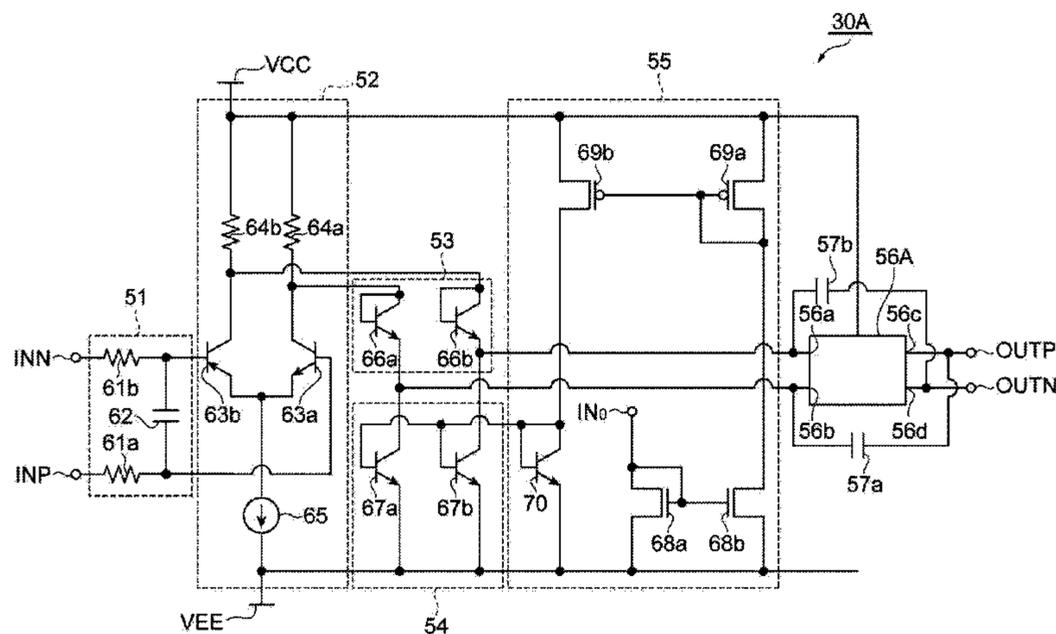 30A
VCC
52
55
69b
69a
64b
64a
53
57b
56A
51
56a
56c
INN
66a
66b
OUTP
61b
63b
63a
OUTN
62
IN0
56b
56d
61a
INP
67a
67b
70
57a
65
68a
68b
VEE
54